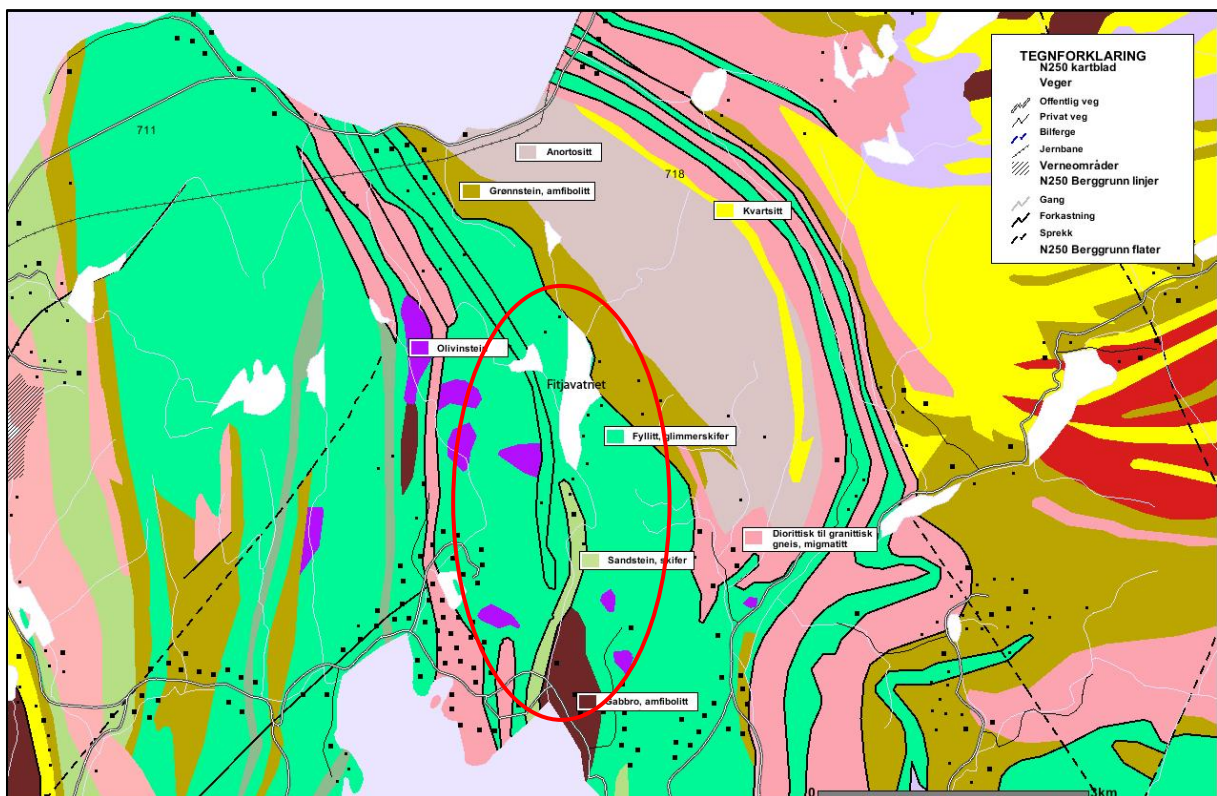 TEGNFORKLARING
N250 kartblad
Veger
Offentlig veg
Privat veg
Bilferge
Jernbane
Verneområder
N250 Berggrunn linjer
Gang
Forkastning
Sprekk
N250 Berggrunn flater
711
Anortositt
718
Grønnstein, amfibolitt
Kvartsitt
Olivinstein
Fitjavatnet
Fyllitt, glimmerskifer
Diorittisk til granittisk
gneis, migmatitt
Sandstein, skifer
Gabbro, amfibolitt
0
3km